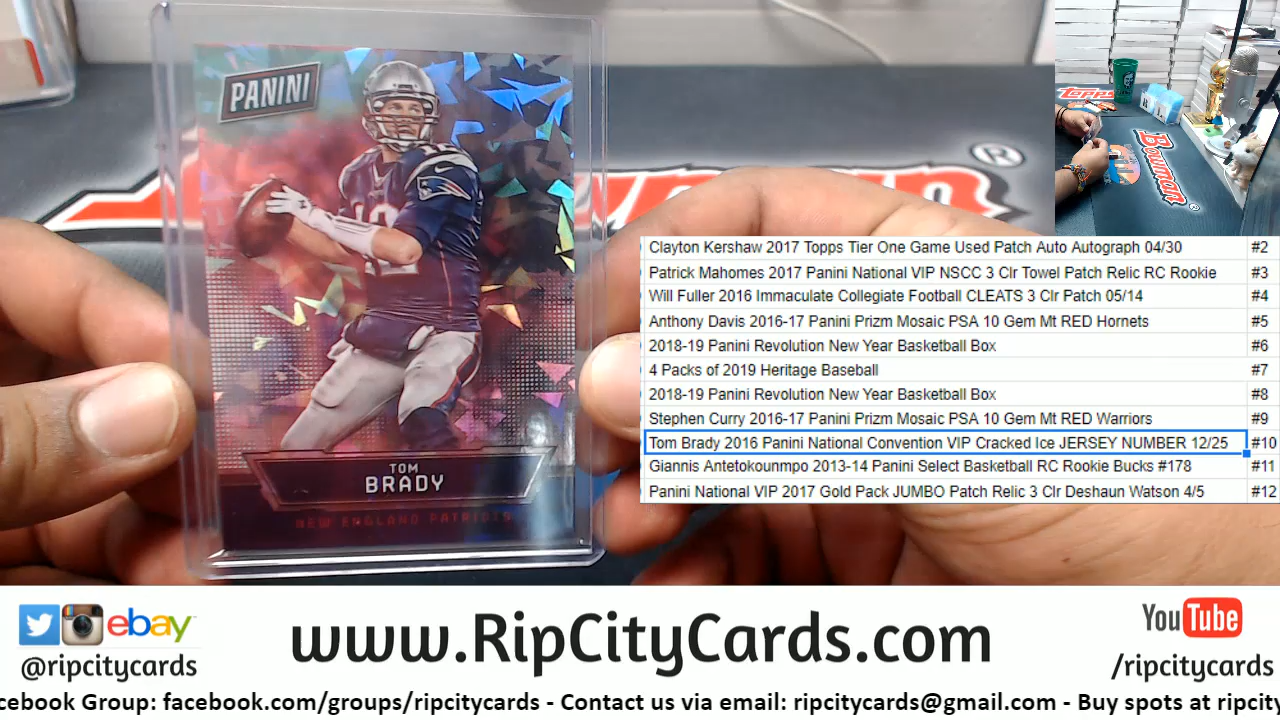 PANINI
12
TOM
BRADY
NEW ENGLAND PATRIOTS
topps
Bowman
Clayton Kershaw 2017 Topps Tier One Game Used Patch Auto Autograph 04/30 #2
Patrick Mahomes 2017 Panini National VIP NSCC 3 Clr Towel Patch Relic RC Rookie #3
Will Fuller 2016 Immaculate Collegiate Football CLEATS 3 Clr Patch 05/14 #4
Anthony Davis 2016-17 Panini Prizm Mosaic PSA 10 Gem Mt RED Hornets #5
2018-19 Panini Revolution New Year Basketball Box #6
4 Packs of 2019 Heritage Baseball #7
2018-19 Panini Revolution New Year Basketball Box #8
Stephen Curry 2016-17 Panini Prizm Mosaic PSA 10 Gem Mt RED Warriors #9
Tom Brady 2016 Panini National Convention VIP Cracked Ice JERSEY NUMBER 12/25 #10
Giannis Antetokounmpo 2013-14 Panini Select Basketball RC Rookie Bucks #178 #11
Panini National VIP 2017 Gold Pack JUMBO Patch Relic 3 Clr Deshaun Watson 4/5 #12
ebay
@ripcitycards
www.RipCityCards.com
YouTube
/ripcitycards
cebook Group: facebook.com/groups/ripcitycards - Contact us via email: ripcitycards@gmail.com - Buy spots at ripcity